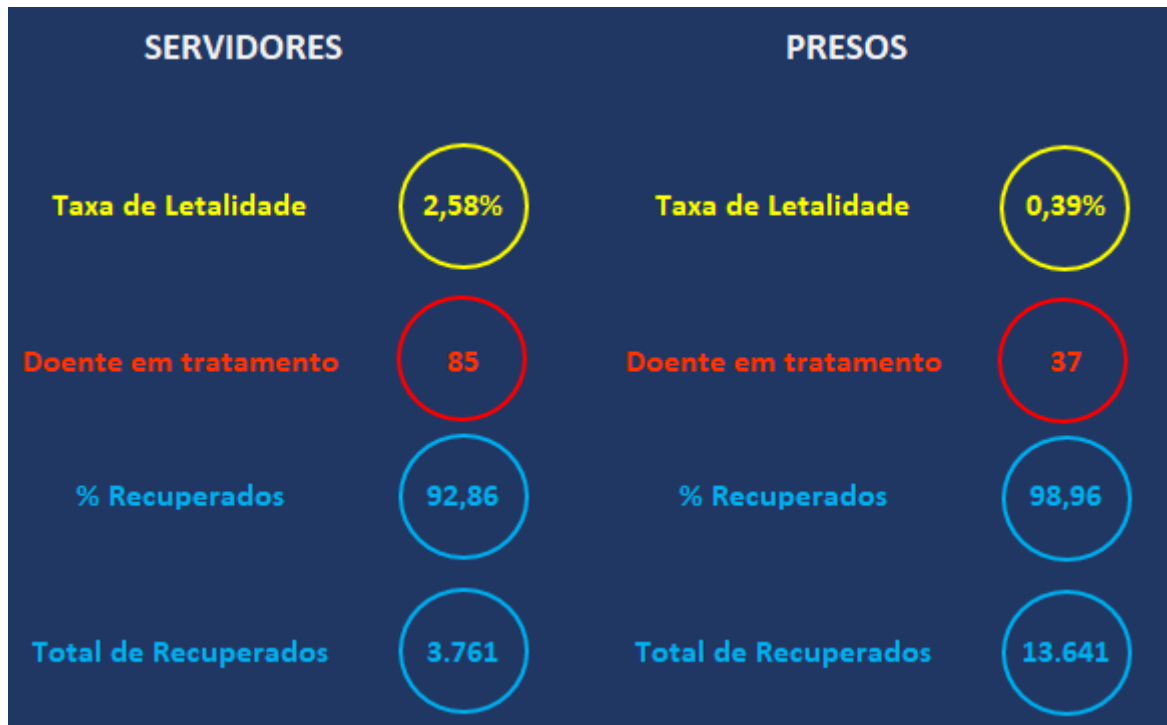 SERVIDORES
PRESOS
Taxa de Letalidade
2,58%
Taxa de Letalidade
0,39%
Doente em tratamento
85
Doente em tratamento
37
% Recuperados
92,86
% Recuperados
98,96
Total de Recuperados
3.761
Total de Recuperados
13.641